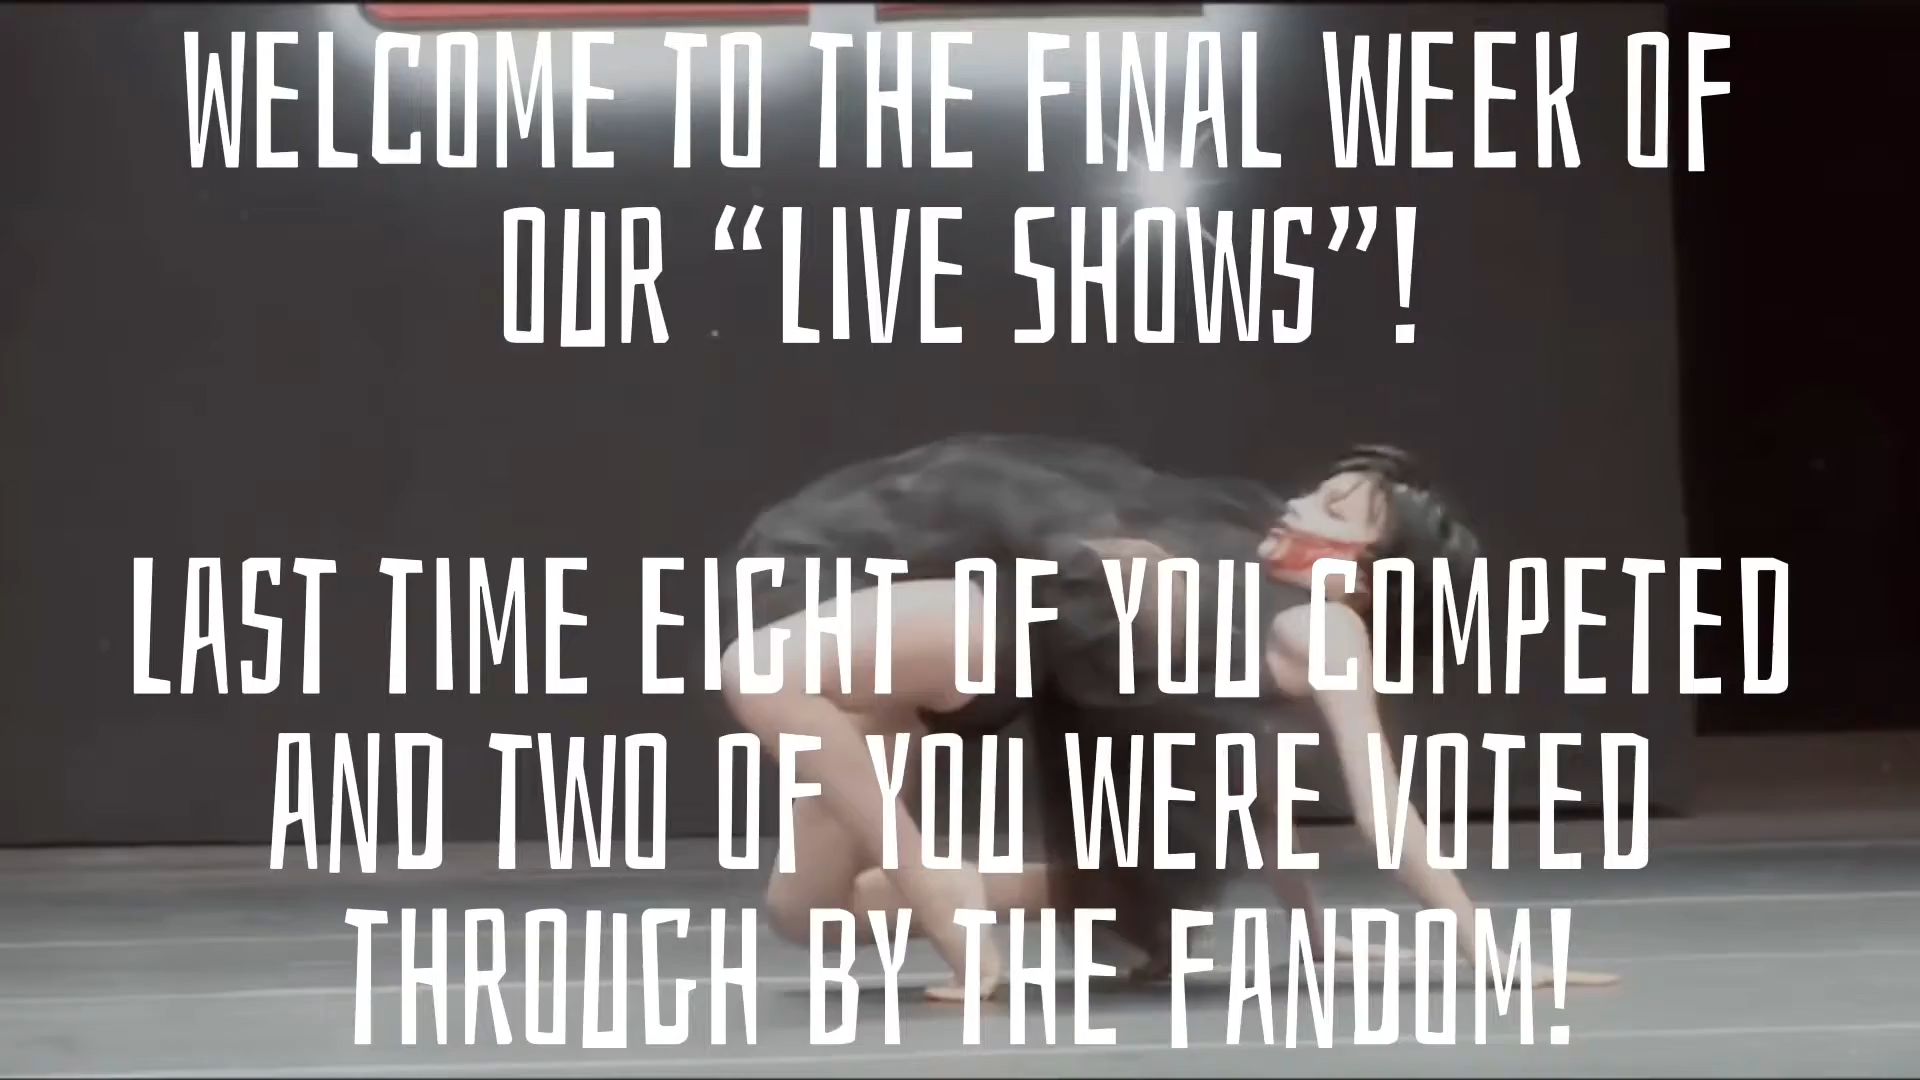 WELCOME TO THE FINAL WEEK OF
OUR “LIVE SHOWS”!
LAST TIME EIGHT OF YOU COMPETED
AND TWO OF YOU WERE VOTED
THROUGH BY THE FANDOM!